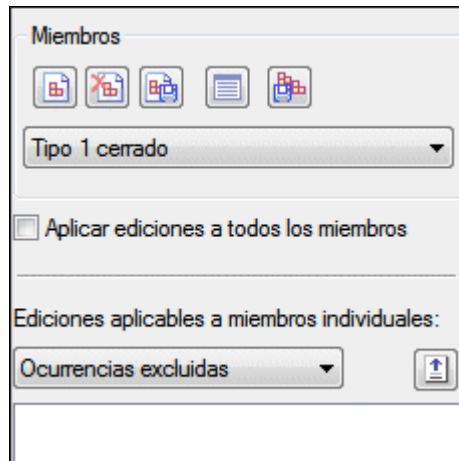 Miembros
Tipo 1 cerrado
Aplicar ediciones a todos los miembros
Ediciones aplicables a miembros individuales:
Ocurrencias excluidas